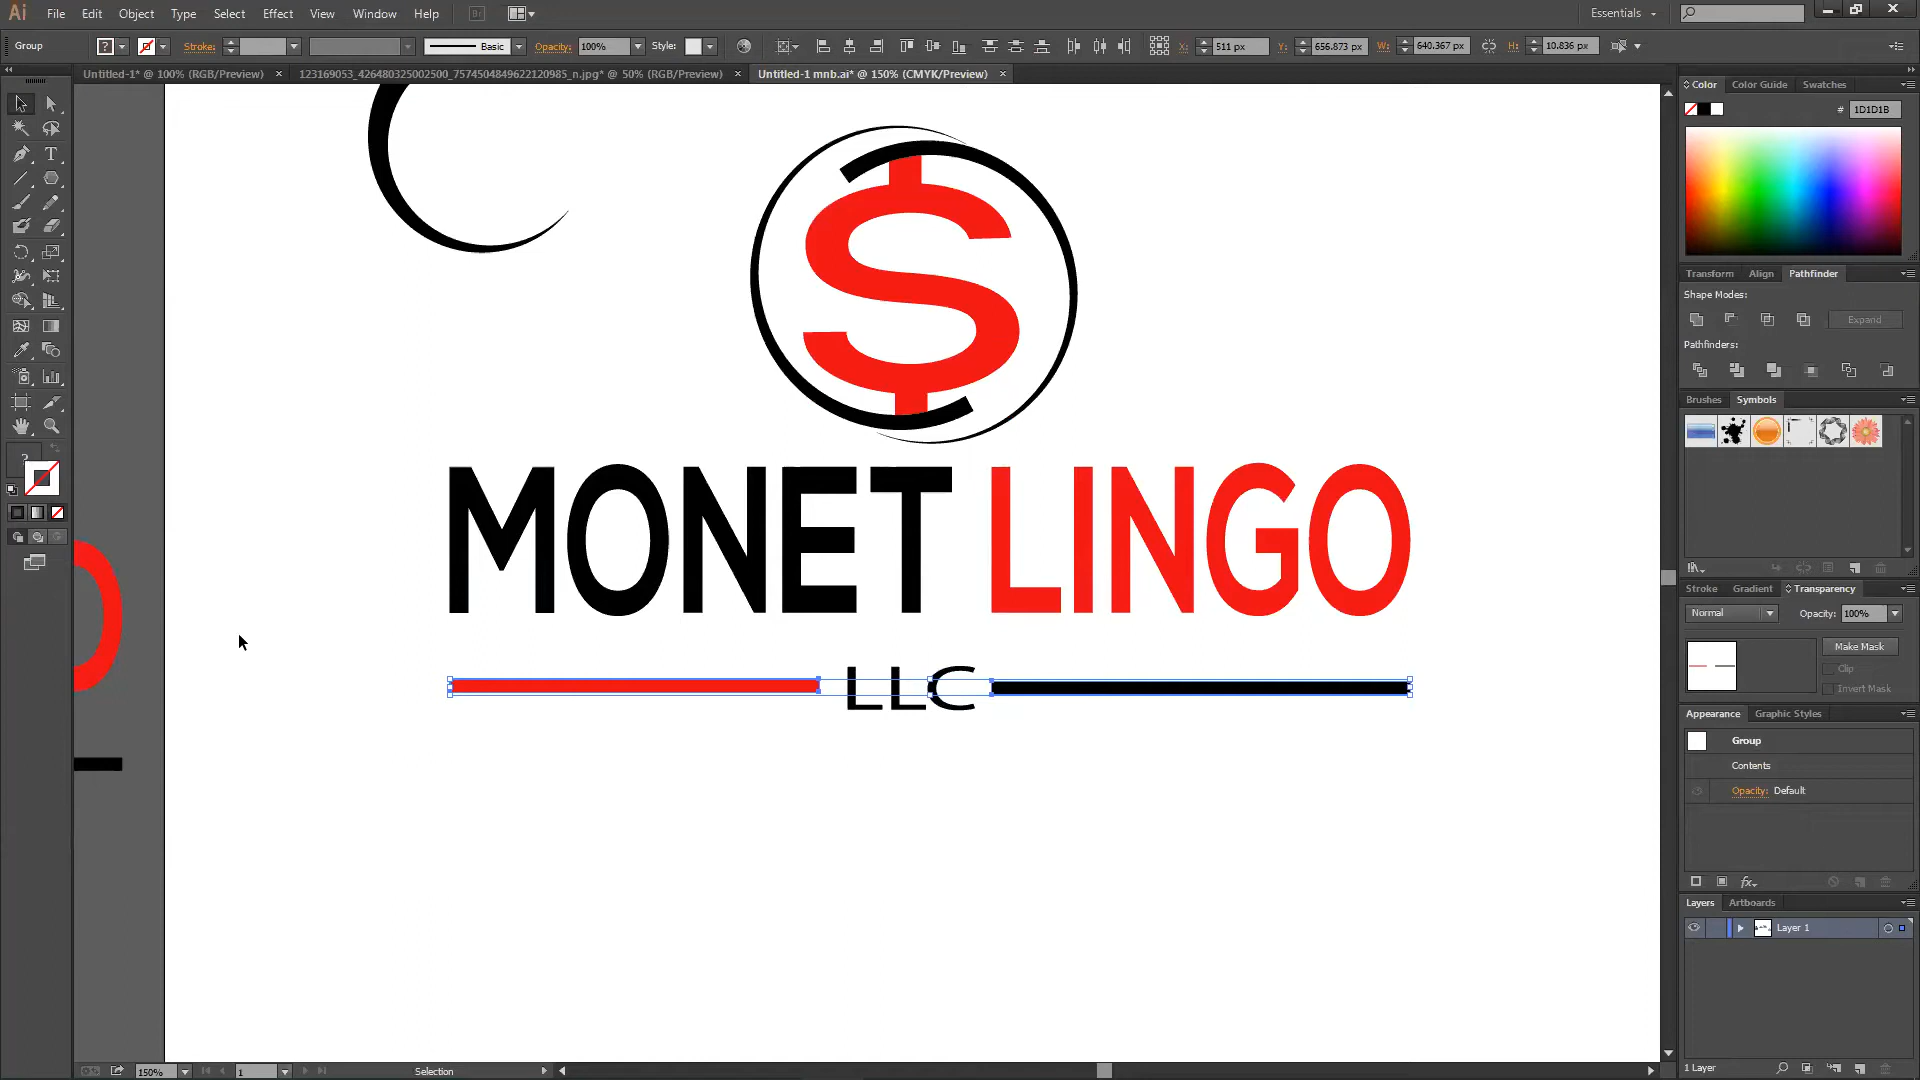 Ai File Edit Object Type Select Effect View Window Help Br Essentials
Group Stroke: Basic Opacity: 100% Style: X: 511 px Y: 656.873 px W: 640.367 px H: 10.836 px
Untitled-1* @ 100% (RGB/Preview) × 123169053_426480325002500_7574504849622120985_n.jpg* @ 50% (RGB/Preview) × Untitled-1 mnb.ai* @ 150% (CMYK/Preview) ×
Color Color Guide Swatches
# 1D1D1B
Transform Align Pathfinder
Shape Modes:
Expand
Pathfinders:
Brushes Symbols
$
MONET LINGO
LLC
Stroke Gradient Transparency
Normal Opacity: 100%
Make Mask
Clip
Invert Mask
Appearance Graphic Styles
Group
Contents
Opacity: Default
fx
Layers Artboards
Layer 1
1 Layer
150% 1 Selection